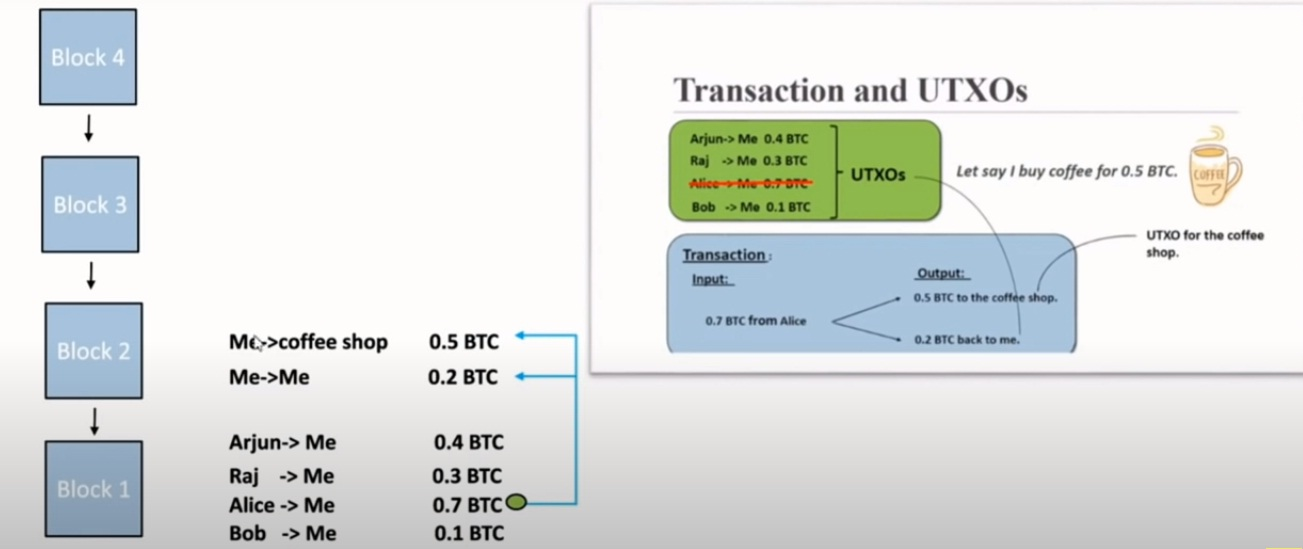 Block 4
Block 3
Block 2
Block 1
Me->coffee shop 0.5 BTC
Me->Me 0.2 BTC
Arjun-> Me 0.4 BTC
Raj -> Me 0.3 BTC
Alice -> Me 0.7 BTC
Bob -> Me 0.1 BTC
Transaction and UTXOs
Arjun-> Me 0.4 BTC
Raj -> Me 0.3 BTC
Alice -> Me 0.7 BTC
Bob -> Me 0.1 BTC
UTXOs
Let say I buy coffee for 0.5 BTC.
COFFEE
UTXO for the coffee
shop.
Transaction:
Input:
0.7 BTC from Alice
Output:
0.5 BTC to the coffee shop.
0.2 BTC back to me.